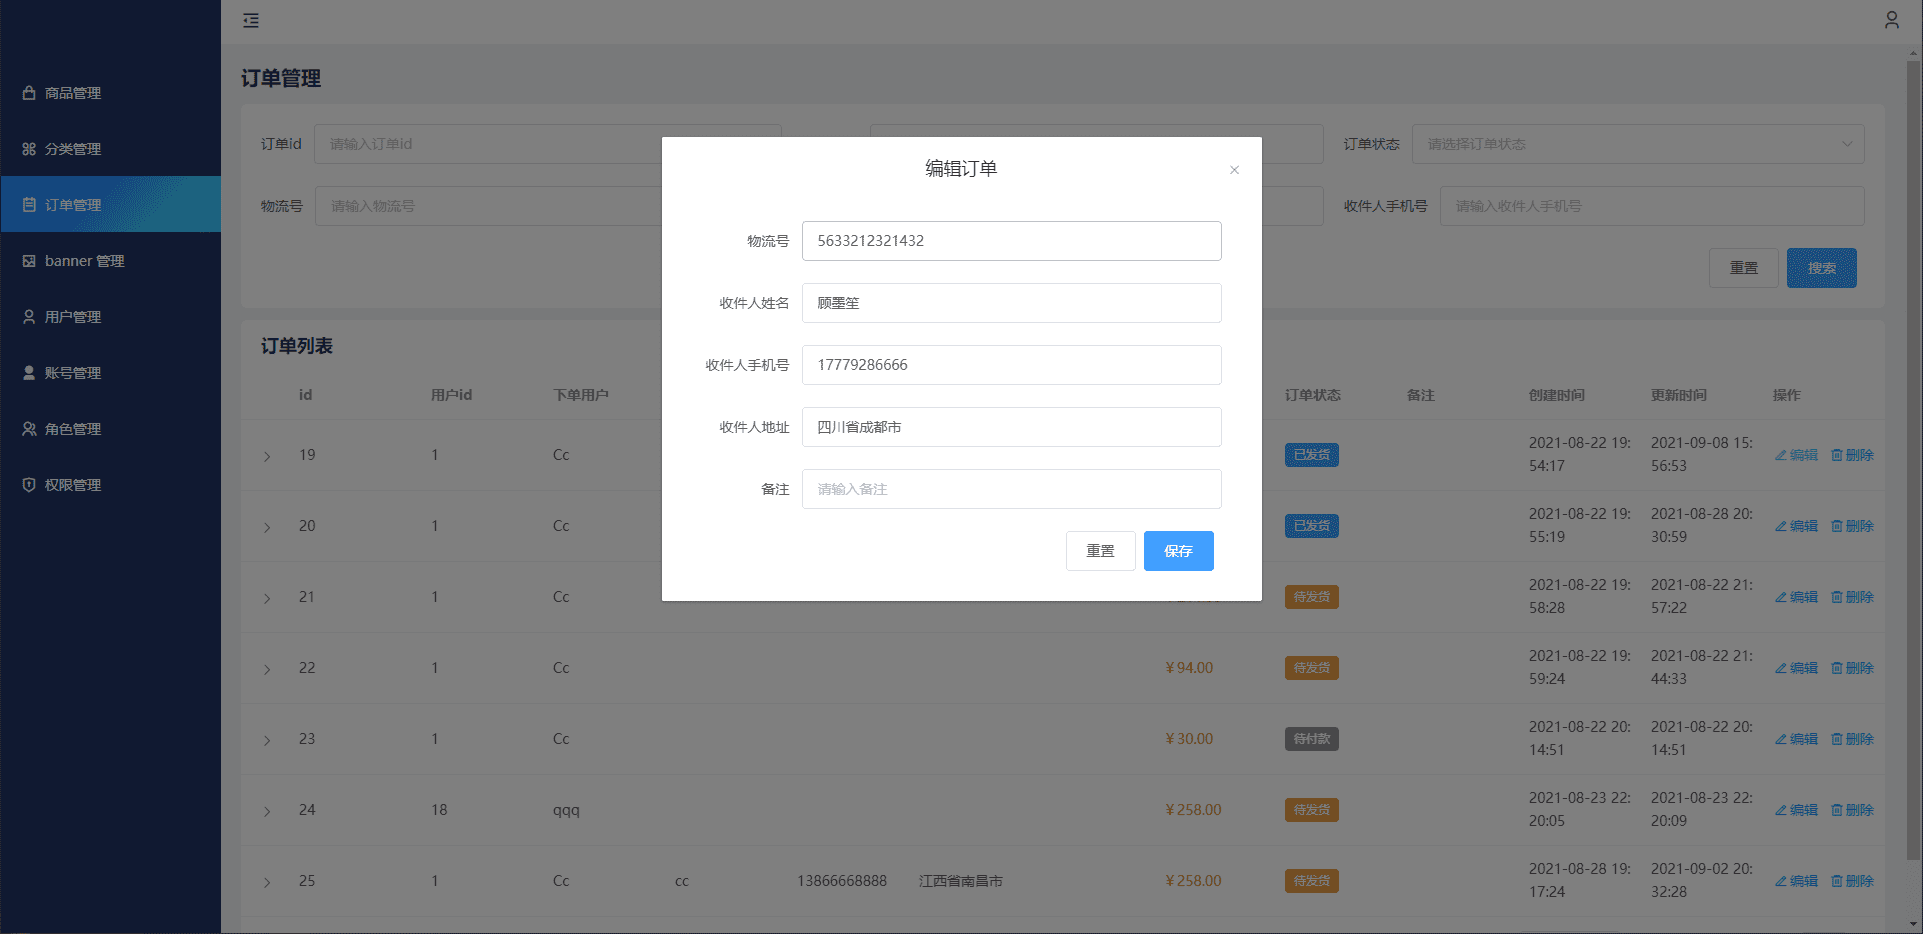 商品管理
分类管理
订单管理
banner 管理
用户管理
账号管理
角色管理
权限管理
订单管理
订单id
请输入订单id
订单状态
请选择订单状态
物流号
请输入物流号
收件人手机号
请输入收件人手机号
重置
搜索
编辑订单
物流号
5633212321432
收件人姓名
顾墨笙
收件人手机号
17779286666
收件人地址
四川省成都市
备注
请输入备注
重置
保存
订单列表
id 用户id 下单用户 订单状态 备注 创建时间 更新时间 操作
19 1 Cc 已发货 2021-08-22 19: 2021-09-08 15: 编辑 删除
54:17 56:53
20 1 Cc 已发货 2021-08-22 19: 2021-08-28 20: 编辑 删除
55:19 30:59
21 1 Cc 待发货 2021-08-22 19: 2021-08-22 21: 编辑 删除
58:28 57:22
22 1 Cc ¥94.00 待发货 2021-08-22 19: 2021-08-22 21: 编辑 删除
59:24 44:33
23 1 Cc ¥30.00 待付款 2021-08-22 20: 2021-08-22 20: 编辑 删除
14:51 14:51
24 18 qqq ¥258.00 待发货 2021-08-23 22: 2021-08-23 22: 编辑 删除
20:05 20:09
25 1 Cc cc 13866668888 江西省南昌市 ¥258.00 待发货 2021-08-28 19: 2021-09-02 20: 编辑 删除
17:24 32:28